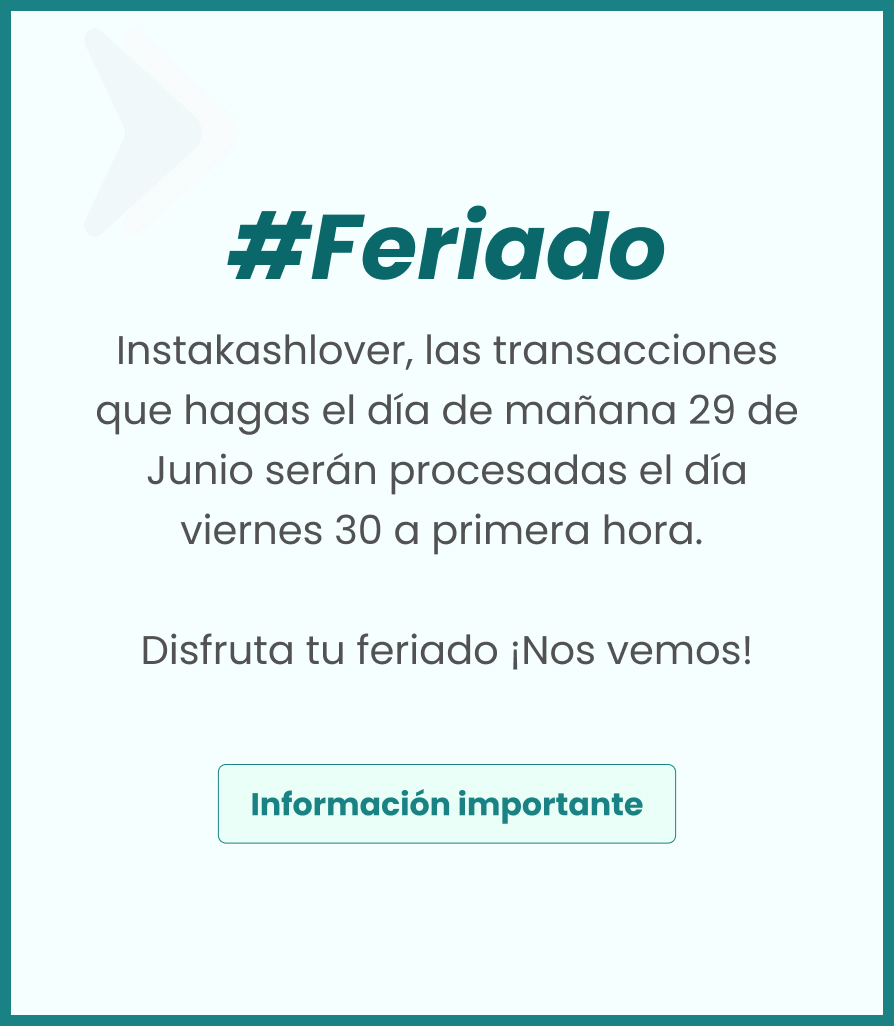 #Feriado
Instakashlover, las transacciones
que hagas el día de mañana 29 de
Junio serán procesadas el día
viernes 30 a primera hora.
Disfruta tu feriado ¡Nos vemos!
Información importante